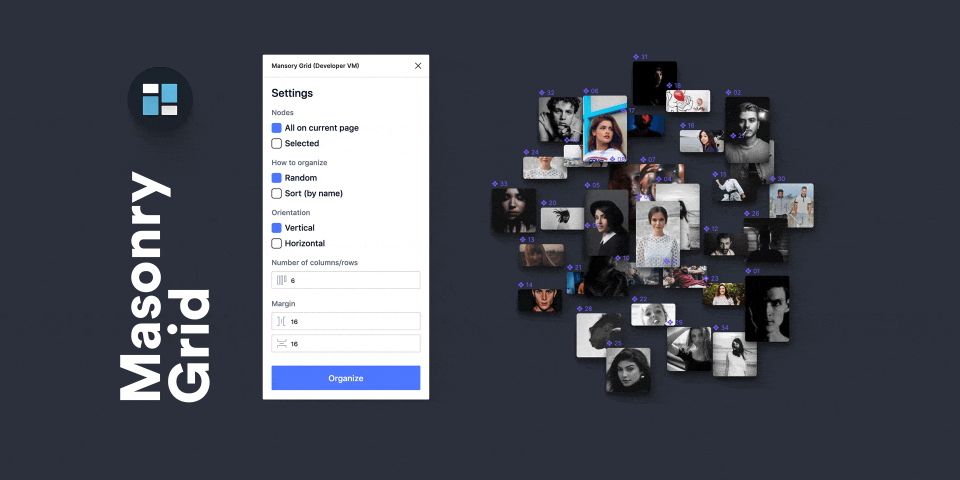 Masonry
Grid
Mansory Grid (Developer VM)
Settings
Nodes
All on current page
Selected
How to organize
Random
Sort (by name)
Orientation
Vertical
Horizontal
Number of columns/rows
6
Margin
16
16
Organize
31
18
32
06
02
17
16
24
07
33
05
04
30
20
26
13
12
21
23
01
14
22
28
29
34
25